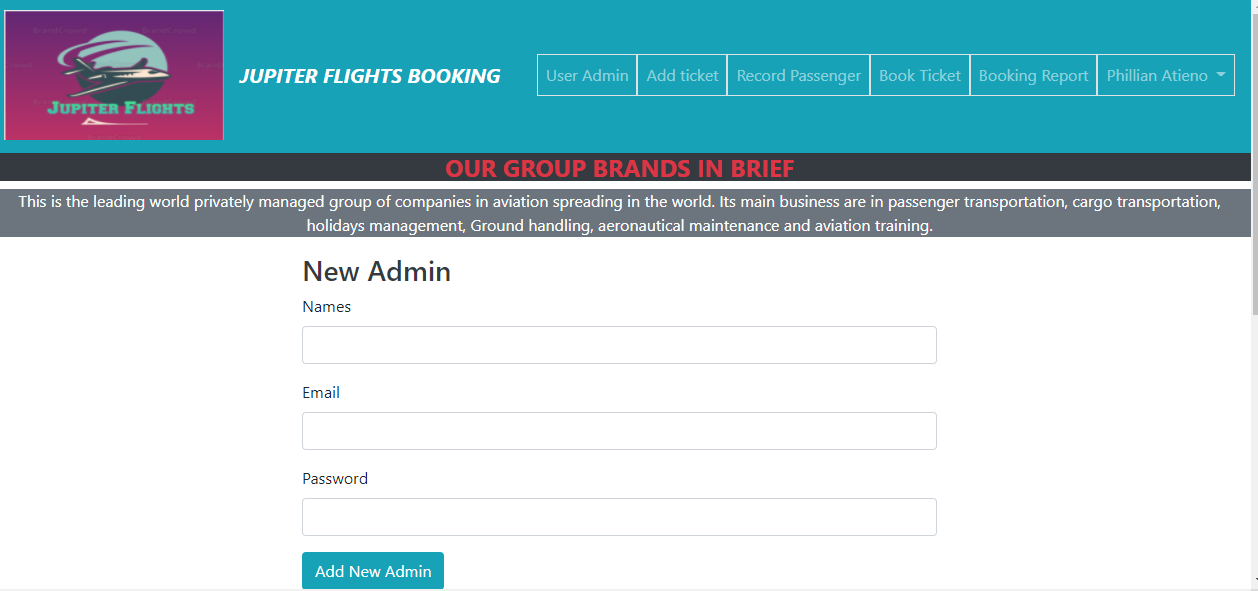 JUPITER FLIGHTS
JUPITER FLIGHTS BOOKING
User Admin
Add ticket
Record Passenger
Book Ticket
Booking Report
Phillian Atieno
OUR GROUP BRANDS IN BRIEF
This is the leading world privately managed group of companies in aviation spreading in the world. Its main business are in passenger transportation, cargo transportation,
holidays management, Ground handling, aeronautical maintenance and aviation training.
New Admin
Names
Email
Password
Add New Admin